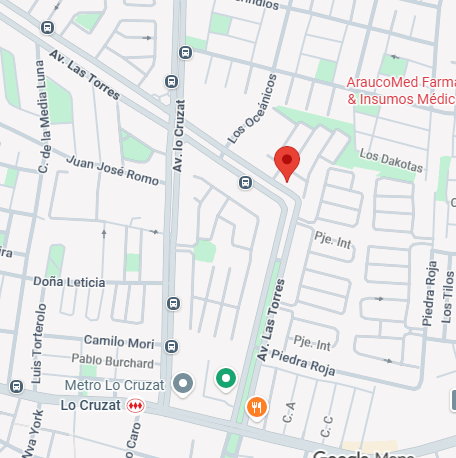 Av. Las Torres
C. de la Media Luna
Av. lo Cruzat
Los Oceánicos
AraucoMed Farma
& Insumos Médic
Los Dakotas
Juan José Romo
Pje. Int
Doña Leticia
Piedra Roja
Los Tilos
Av. Las Torres
Luis Torterolo
Camilo Mori
Pablo Burchard
Pje. Int
Piedra Roja
Metro Lo Cruzat
Lo Cruzat
C. A
C. C
Google Maps